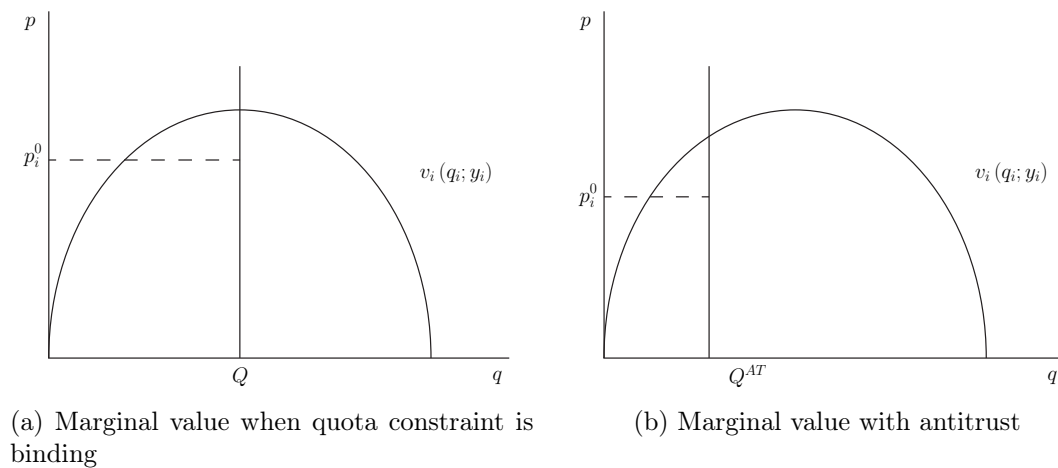 p
p_i^0
v_i (q_i; y_i)
Q
q
(a) Marginal value when quota constraint is
binding
p
p_i^0
v_i (q_i; y_i)
Q^{AT}
q
(b) Marginal value with antitrust